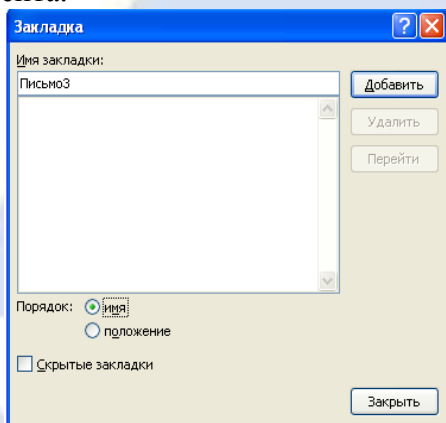 Закладка
Имя закладки:
Письмо3
Добавить
Удалить
Перейти
Порядок: имя
положение
Скрытые закладки
Закрыть